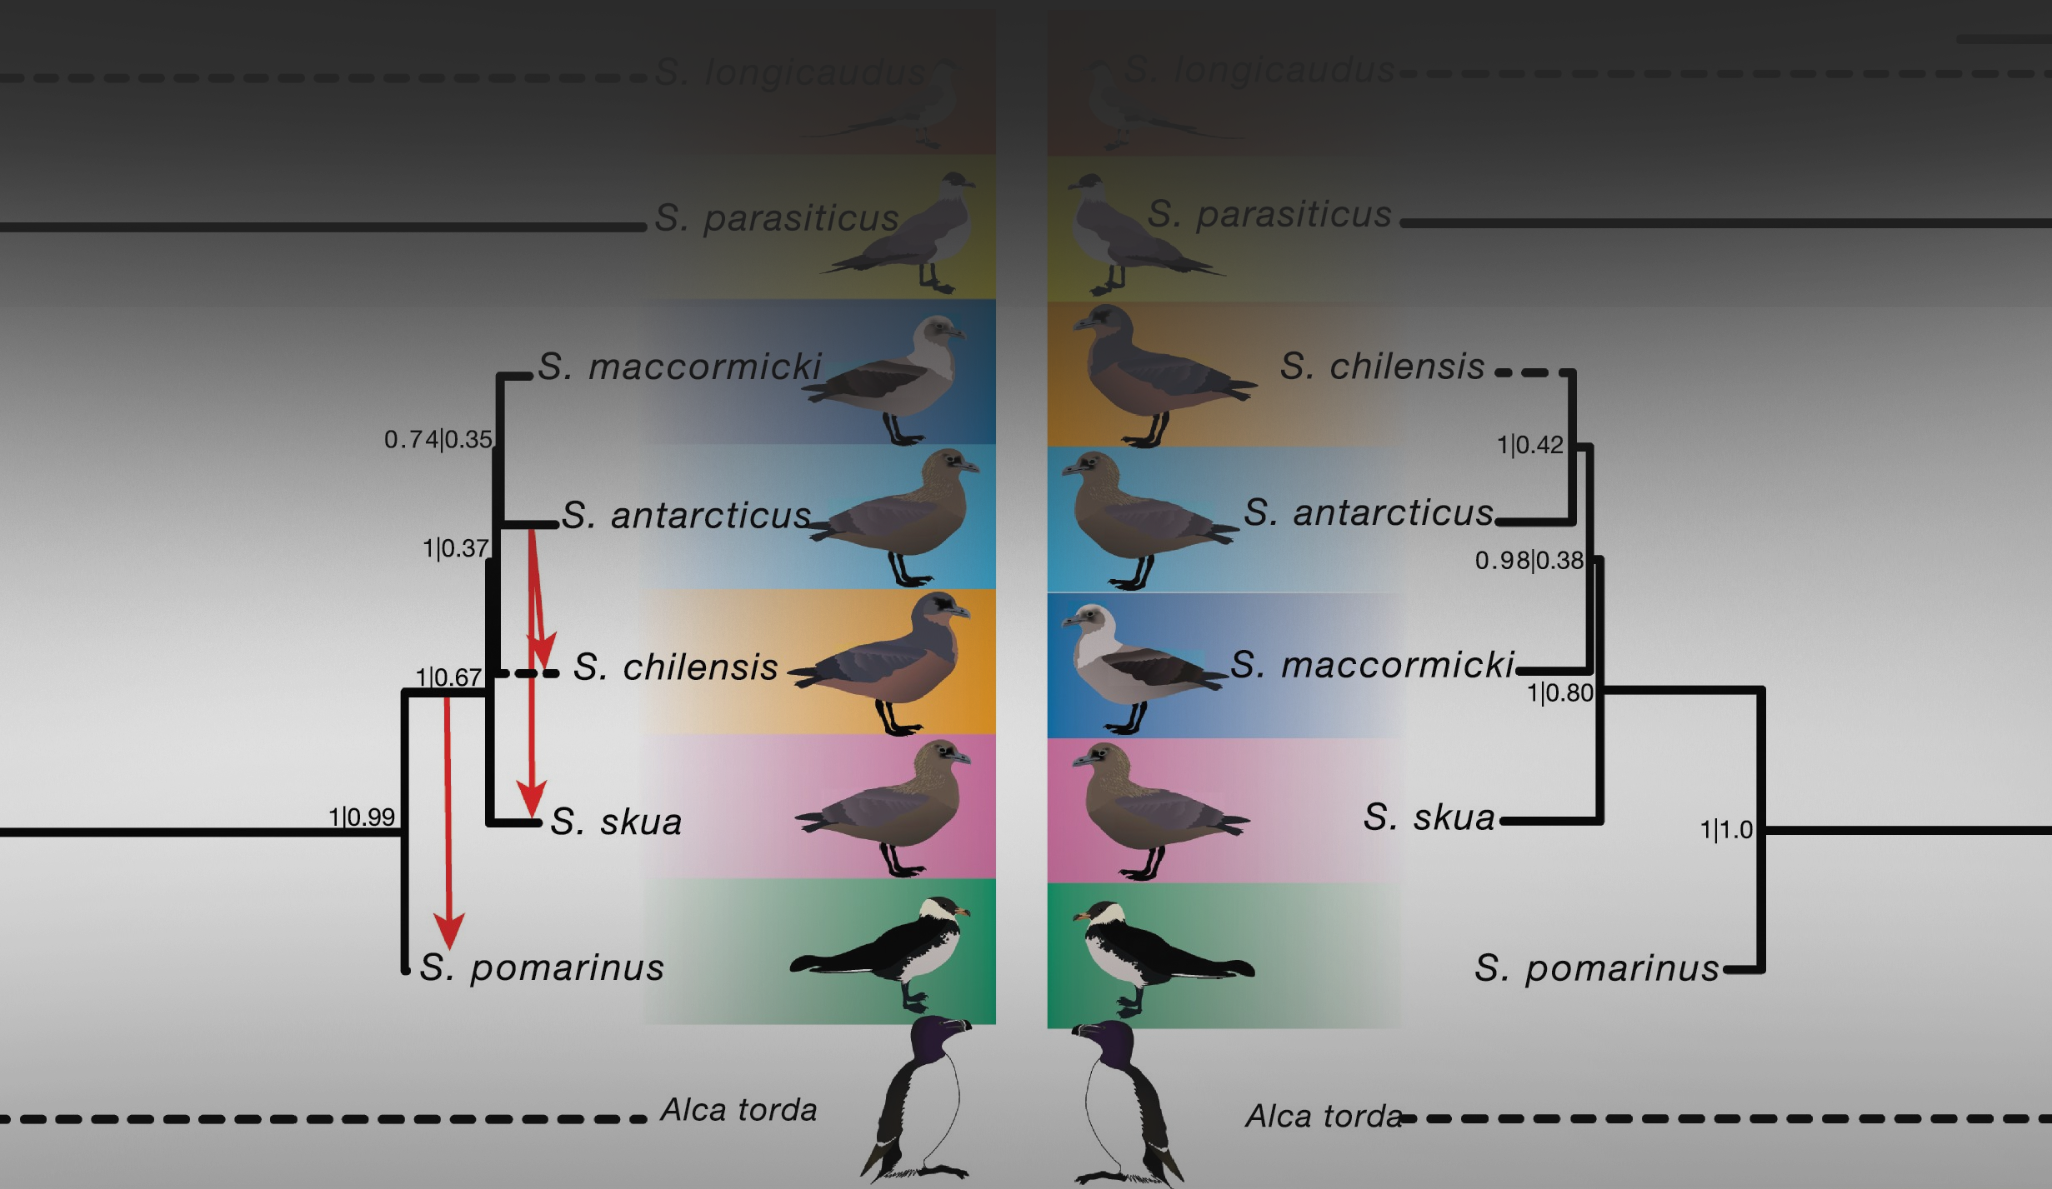 S. longicaudus
S. longicaudus
S. parasiticus
S. parasiticus
S. maccormicki
S. chilensis
0.74|0.35
1|0.42
S. antarcticus
S. antarcticus
1|0.37
0.98|0.38
S. chilensis
S. maccormicki
1|0.67
1|0.80
S. skua
S. skua
1|0.99
1|1.0
S. pomarinus
S. pomarinus
Alca torda
Alca torda